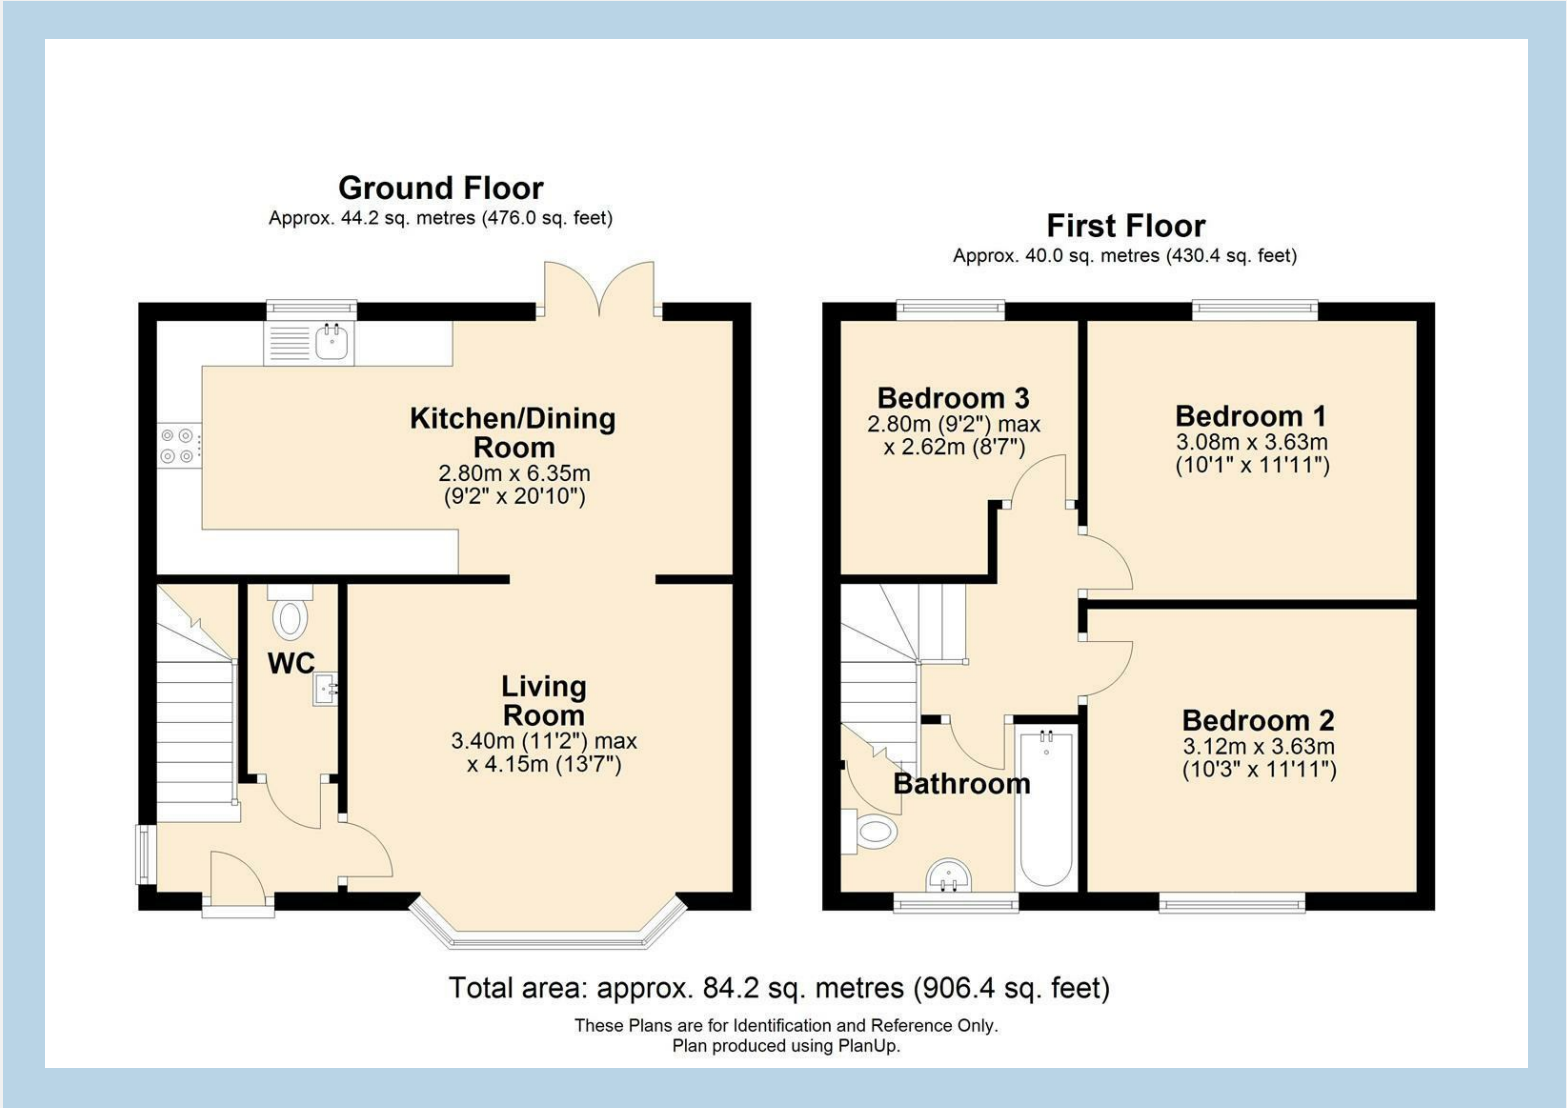 Ground Floor
Approx. 44.2 sq. metres (476.0 sq. feet)
Kitchen/Dining
Room
2.80m x 6.35m
(9'2" x 20'10")
WC
Living
Room
3.40m (11'2") max
x 4.15m (13'7")
First Floor
Approx. 40.0 sq. metres (430.4 sq. feet)
Bedroom 3
2.80m (9'2") max
x 2.62m (8'7")
Bedroom 1
3.08m x 3.63m
(10'1" x 11'11")
Bedroom 2
3.12m x 3.63m
(10'3" x 11'11")
Bathroom
Total area: approx. 84.2 sq. metres (906.4 sq. feet)
These Plans are for Identification and Reference Only.
Plan produced using PlanUp.